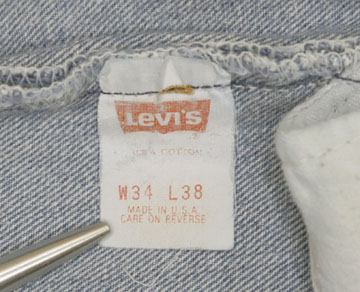 Levi's
100% COTTON
W34 L38
MADE IN U.S.A.
CARE ON REVERSE